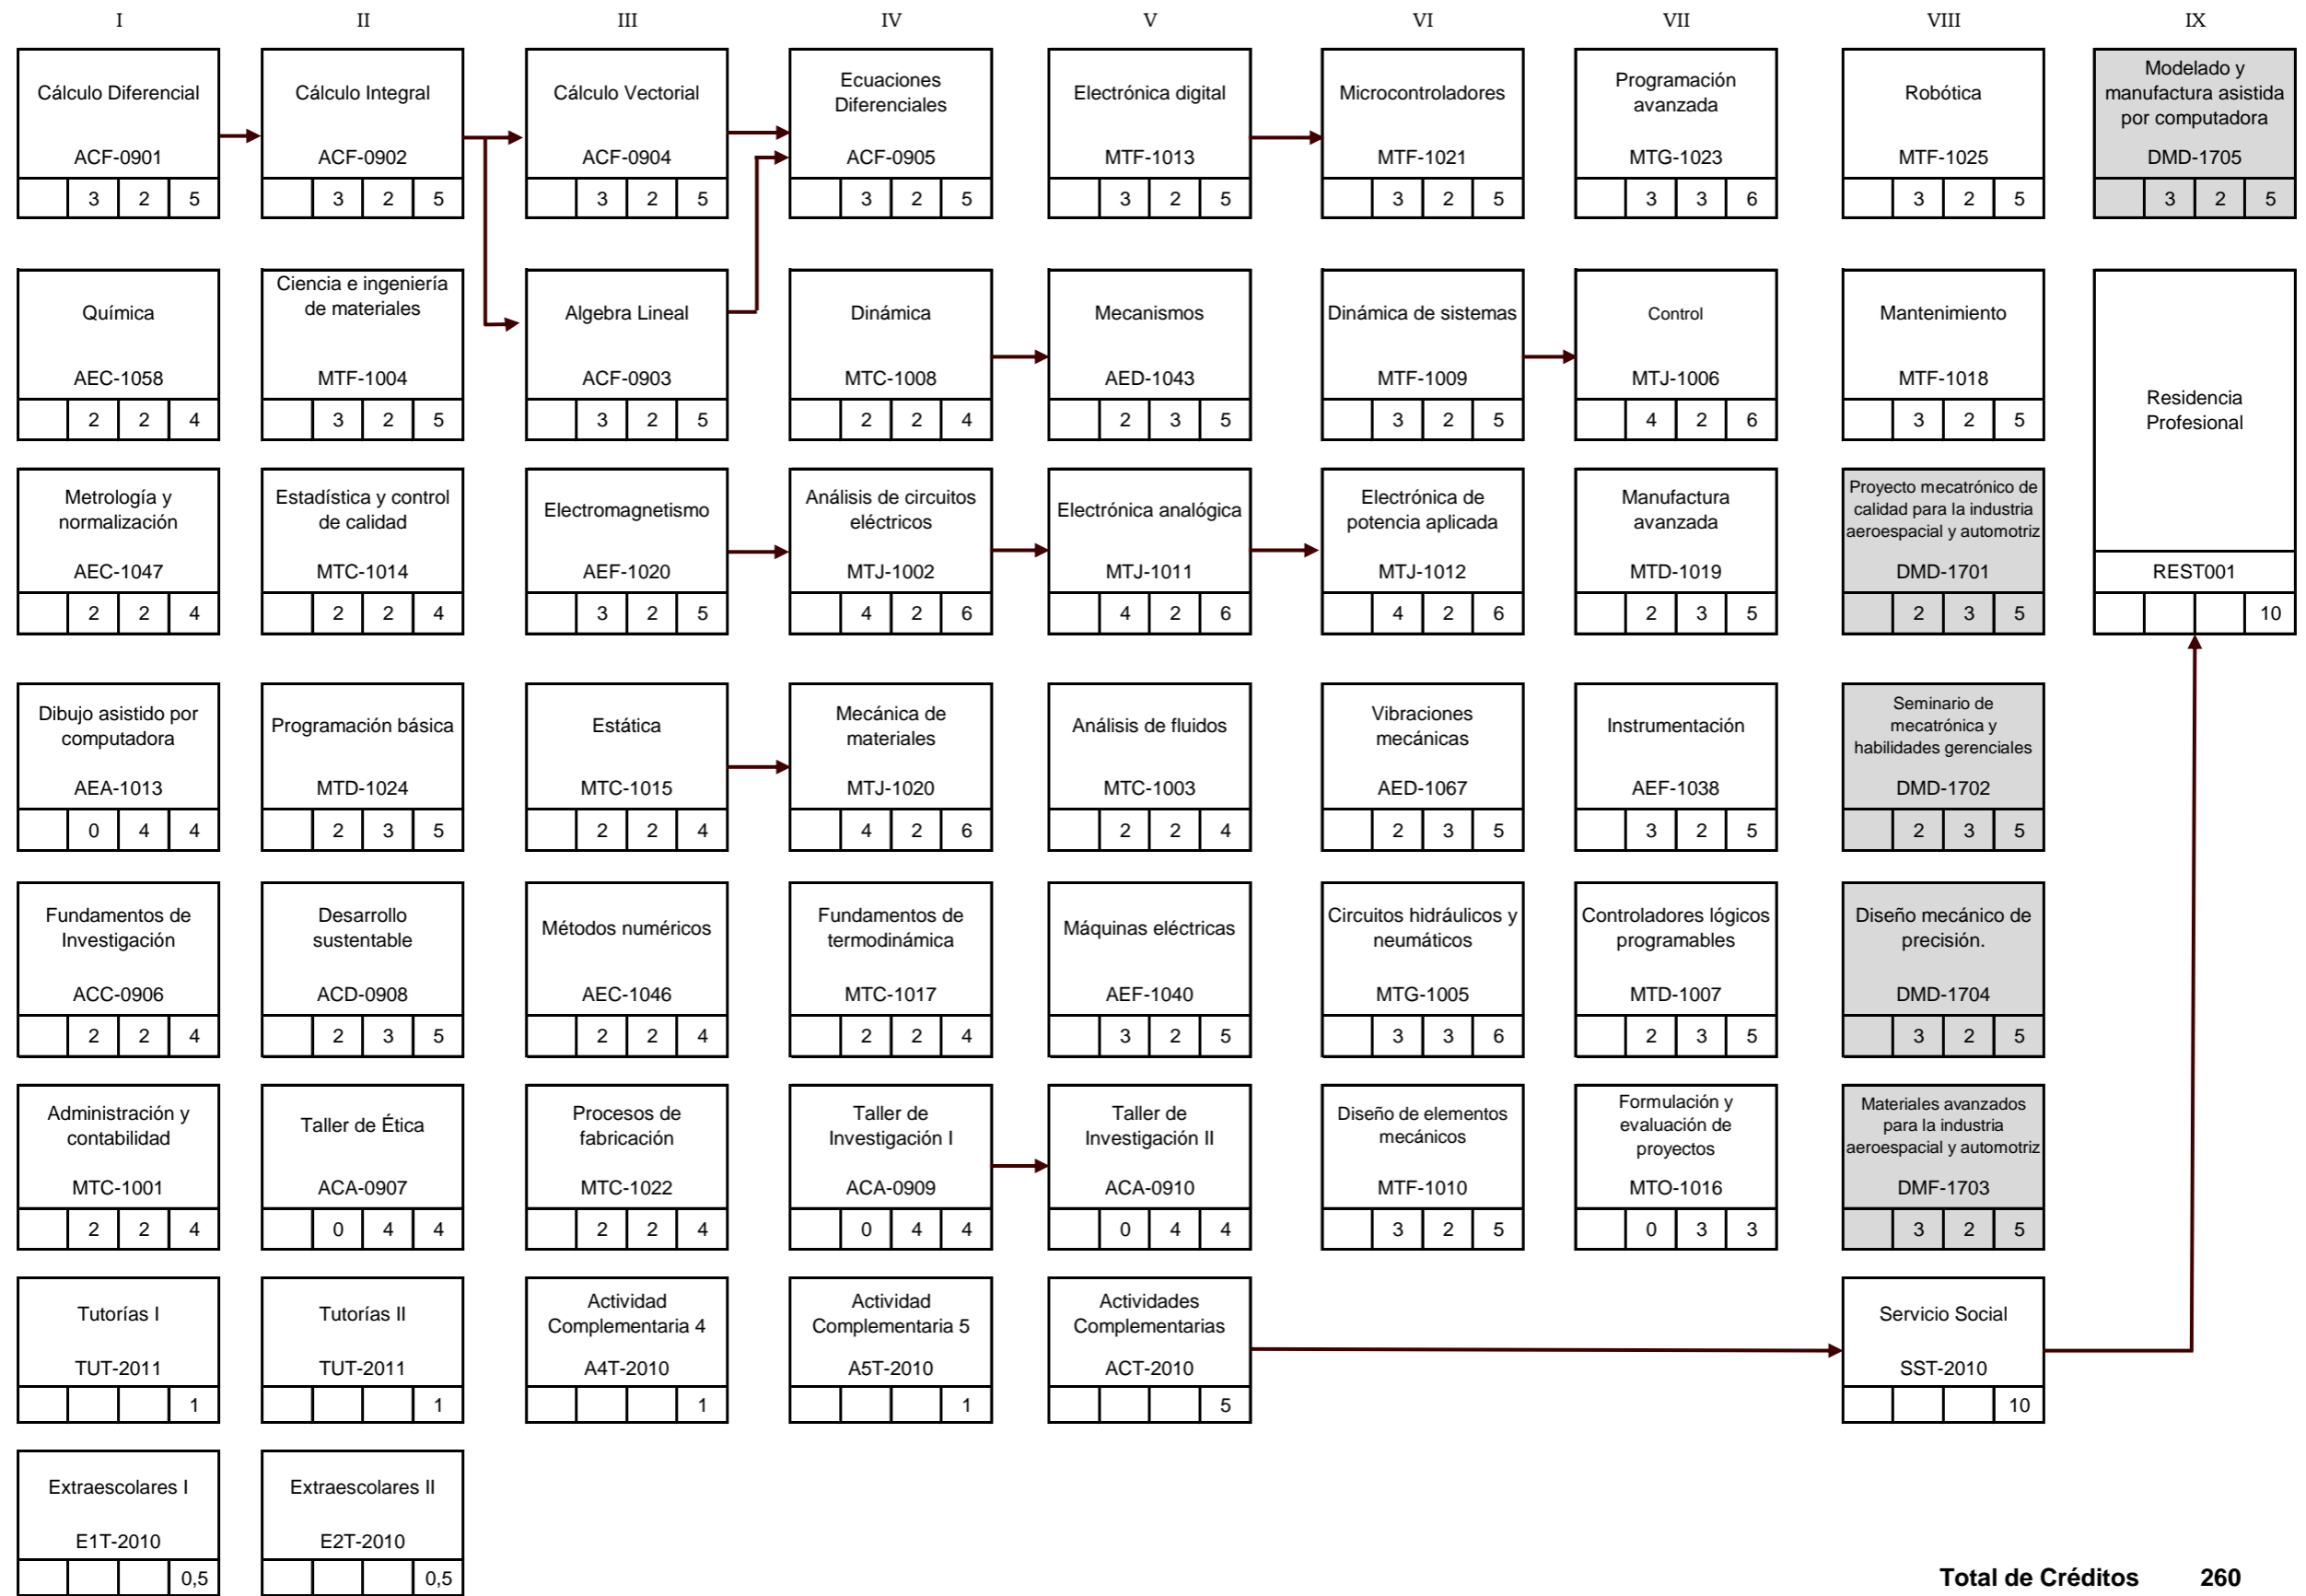 I II III IV V VI VII VIII IX
Cálculo Diferencial
ACF-0901
3 2 5
Cálculo Integral
ACF-0902
3 2 5
Cálculo Vectorial
ACF-0904
3 2 5
Ecuaciones
Diferenciales
ACF-0905
3 2 5
Electrónica digital
MTF-1013
3 2 5
Microcontroladores
MTF-1021
3 2 5
Programación
avanzada
MTG-1023
3 3 6
Robótica
MTF-1025
3 2 5
Modelado y
manufactura asistida
por computadora
DMD-1705
3 2 5
Química
AEC-1058
2 2 4
Ciencia e ingeniería
de materiales
MTF-1004
3 2 5
Algebra Lineal
ACF-0903
3 2 5
Dinámica
MTC-1008
2 2 4
Mecanismos
AED-1043
2 3 5
Dinámica de sistemas
MTF-1009
3 2 5
Control
MTJ-1006
4 2 6
Mantenimiento
MTF-1018
3 2 5
Residencia
Profesional
REST001
10
Metrología y
normalización
AEC-1047
2 2 4
Estadística y control
de calidad
MTC-1014
2 2 4
Electromagnetismo
AEF-1020
3 2 5
Análisis de circuitos
eléctricos
MTJ-1002
4 2 6
Electrónica analógica
MTJ-1011
4 2 6
Electrónica de
potencia aplicada
MTJ-1012
4 2 6
Manufactura
avanzada
MTD-1019
2 3 5
Proyecto mecatrónico de
calidad para la industria
aeroespacial y automotriz
DMD-1701
2 3 5
Dibujo asistido por
computadora
AEA-1013
0 4 4
Programación básica
MTD-1024
2 3 5
Estática
MTC-1015
2 2 4
Mecánica de
materiales
MTJ-1020
4 2 6
Análisis de fluidos
MTC-1003
2 2 4
Vibraciones
mecánicas
AED-1067
2 3 5
Instrumentación
AEF-1038
3 2 5
Seminario de
mecatrónica y
habilidades gerenciales
DMD-1702
2 3 5
Fundamentos de
Investigación
ACC-0906
2 2 4
Desarrollo
sustentable
ACD-0908
2 3 5
Métodos numéricos
AEC-1046
2 2 4
Fundamentos de
termodinámica
MTC-1017
2 2 4
Máquinas eléctricas
AEF-1040
3 2 5
Circuitos hidráulicos y
neumáticos
MTG-1005
3 3 6
Controladores lógicos
programables
MTD-1007
2 3 5
Diseño mecánico de
precisión.
DMD-1704
3 2 5
Administración y
contabilidad
MTC-1001
2 2 4
Taller de Ética
ACA-0907
0 4 4
Procesos de
fabricación
MTC-1022
2 2 4
Taller de
Investigación I
ACA-0909
0 4 4
Taller de
Investigación II
ACA-0910
0 4 4
Diseño de elementos
mecánicos
MTF-1010
3 2 5
Formulación y
evaluación de
proyectos
MTO-1016
0 3 3
Materiales avanzados
para la industria
aeroespacial y automotriz
DMF-1703
3 2 5
Tutorías I
TUT-2011
1
Tutorías II
TUT-2011
1
Actividad
Complementaria 4
A4T-2010
1
Actividad
Complementaria 5
A5T-2010
1
Actividades
Complementarias
ACT-2010
5
Servicio Social
SST-2010
10
Extraescolares I
E1T-2010
0,5
Extraescolares II
E2T-2010
0,5
Total de Créditos 260